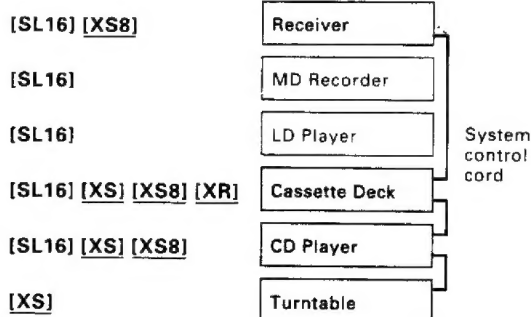 [SL16] [XS8] Receiver
[SL16] MD Recorder
[SL16] LD Player
System
control
cord
[SL16] [XS] [XS8] [XR] Cassette Deck
[SL16] [XS] [XS8] CD Player
[XS] Turntable